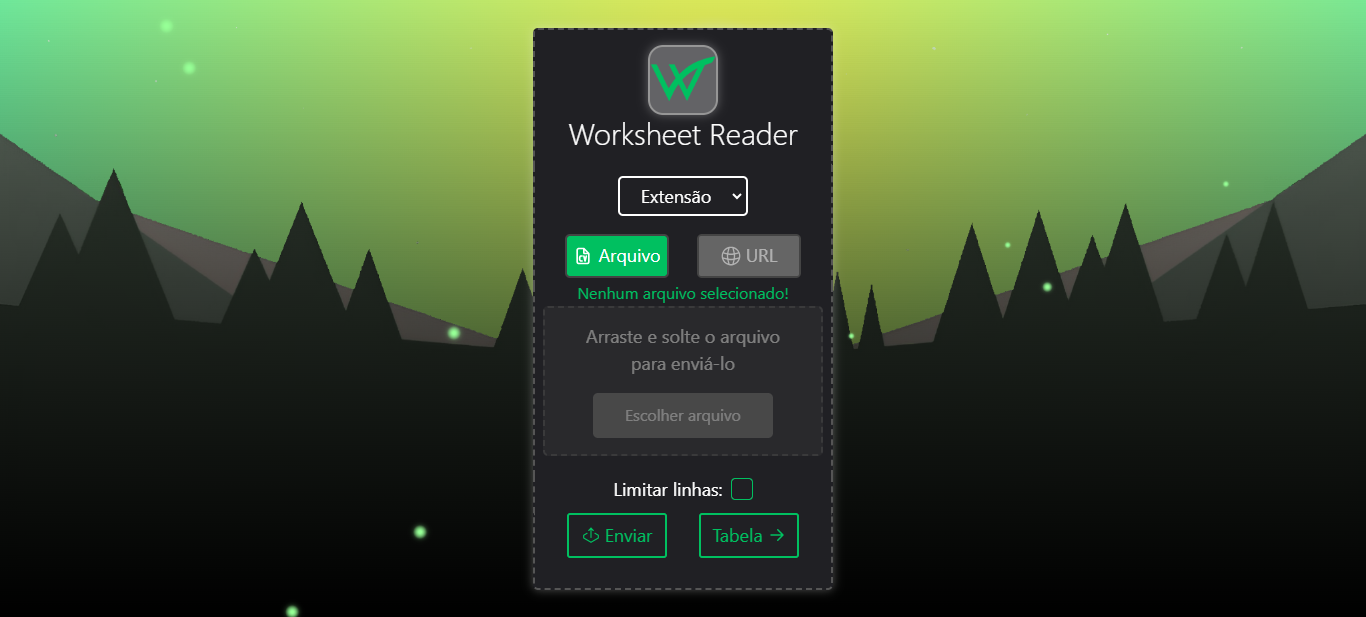 Worksheet Reader
Extensão
Arquivo
URL
Nenhum arquivo selecionado!
Arraste e solte o arquivo
para enviá-lo
Escolher arquivo
Limitar linhas:
Enviar
Tabela →